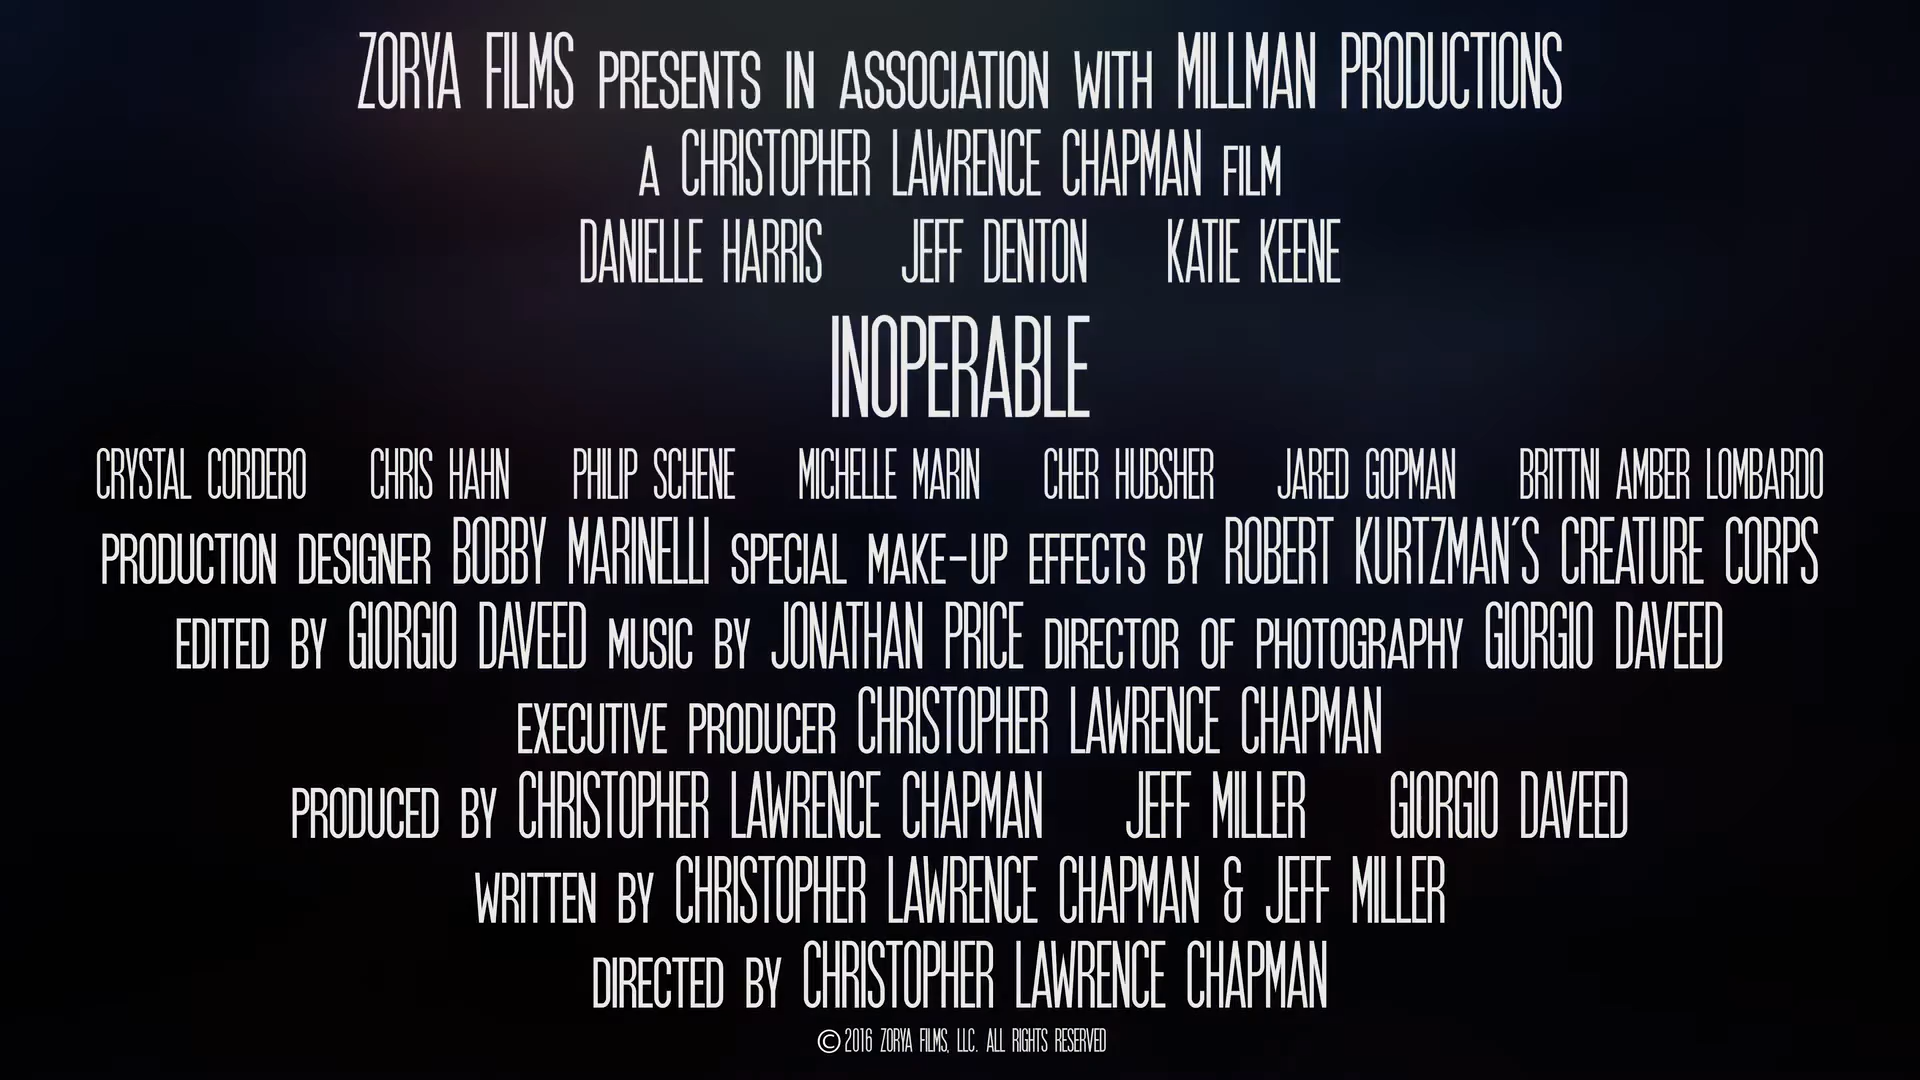 ZORYA FILMS PRESENTS IN ASSOCIATION WITH MILLMAN PRODUCTIONS
A CHRISTOPHER LAWRENCE CHAPMAN FILM
DANIELLE HARRIS JEFF DENTON KATIE KEENE
INOPERABLE
CRYSTAL CORDERO CHRIS HAHN PHILIP SCHENE MICHELLE MARIN CHER HUBSHER JARED GOPMAN BRITTNI AMBER LOMBARDO
PRODUCTION DESIGNER BOBBY MARINELLI SPECIAL MAKE-UP EFFECTS BY ROBERT KURTZMAN'S CREATURE CORPS
EDITED BY GIORGIO DAVEED MUSIC BY JONATHAN PRICE DIRECTOR OF PHOTOGRAPHY GIORGIO DAVEED
EXECUTIVE PRODUCER CHRISTOPHER LAWRENCE CHAPMAN
PRODUCED BY CHRISTOPHER LAWRENCE CHAPMAN JEFF MILLER GIORGIO DAVEED
WRITTEN BY CHRISTOPHER LAWRENCE CHAPMAN & JEFF MILLER
DIRECTED BY CHRISTOPHER LAWRENCE CHAPMAN
© 2016 ZORYA FILMS, LLC. ALL RIGHTS RESERVED